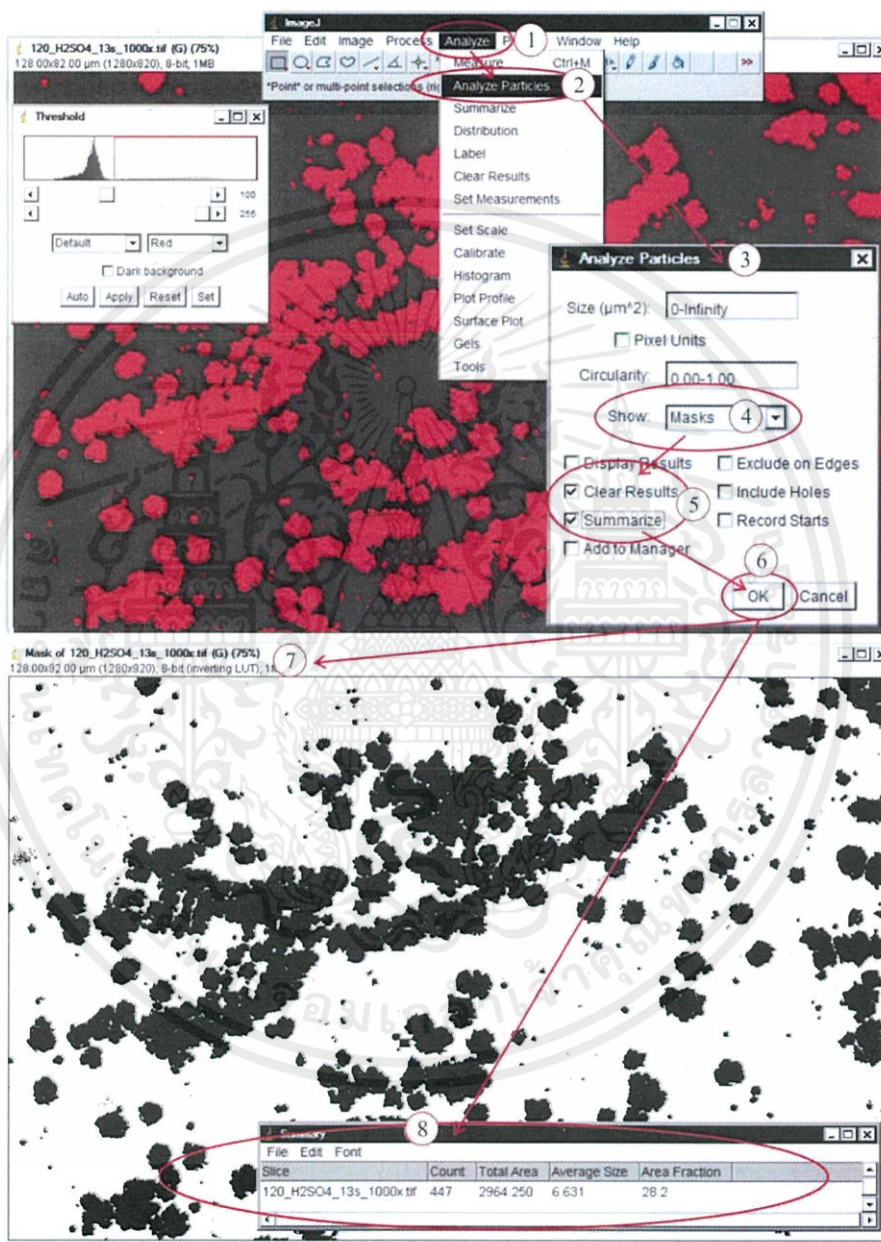 ImageJ
File Edit Image Process Analyze P Window Help
1
120_H2SO4_13s_1000x.tif (G) (75%)
128.00x82.00 µm (1280x820); 8-bit; 1MB
Measure Ctrl+M
*Point* or multi-point selections
Analyze Particles
2
Summarize
Distribution
Label
Clear Results
Set Measurements
Set Scale
Calibrate
Histogram
Plot Profile
Surface Plot
Gels
Tools
Threshold
100
255
Default Red
Dark background
Auto Apply Reset Set
Analyze Particles
3
Size (µm^2): 0-Infinity
Pixel Units
Circularity: 0.00-1.00
Show: Masks 4
Display Results Exclude on Edges
Clear Results 5 Include Holes
Summarize Record Starts
Add to Manager
6
OK Cancel
Mask of 120_H2SO4_13s_1000x.tif (G) (75%)
7
128.00x92.00 µm (1280x920); 8-bit (inverting LUT);
8
Summary
File Edit Font
Slice Count Total Area Average Size Area Fraction
120_H2SO4_13s_1000x.tif 447 2964.250 6.631 28.2